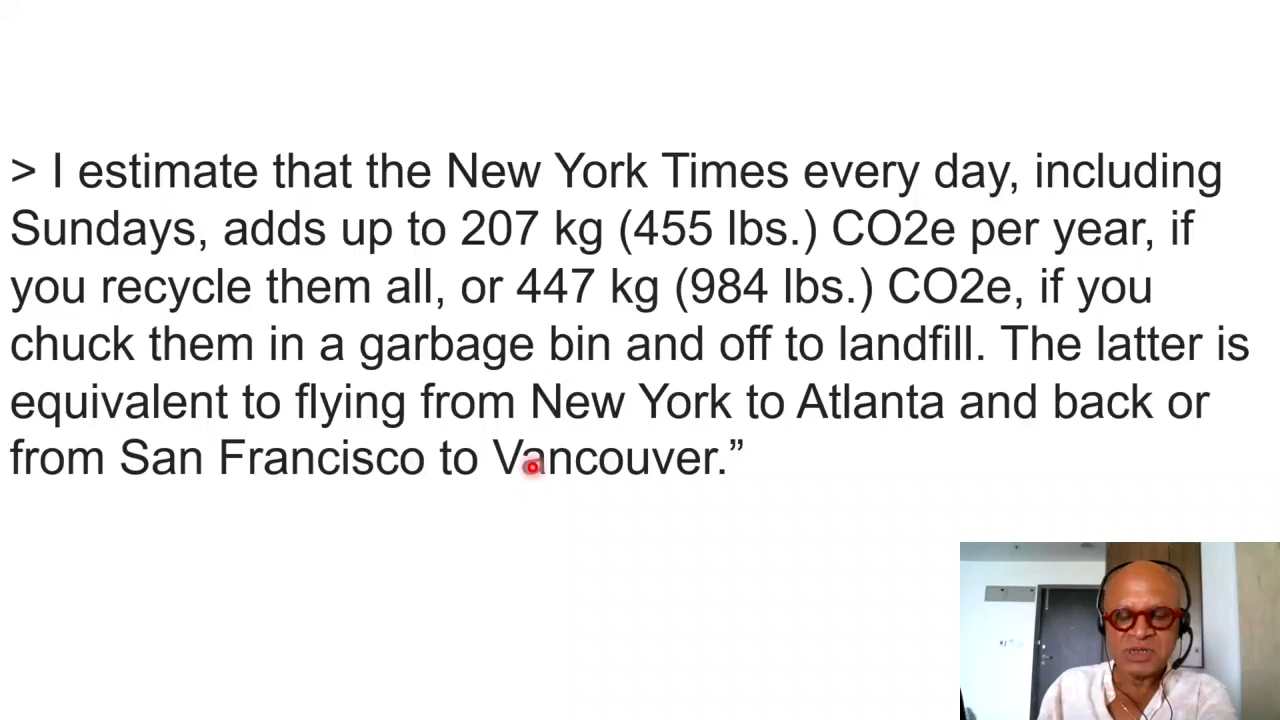 > I estimate that the New York Times every day, including
Sundays, adds up to 207 kg (455 lbs.) CO2e per year, if
you recycle them all, or 447 kg (984 lbs.) CO2e, if you
chuck them in a garbage bin and off to landfill. The latter is
equivalent to flying from New York to Atlanta and back or
from San Francisco to Vancouver.”